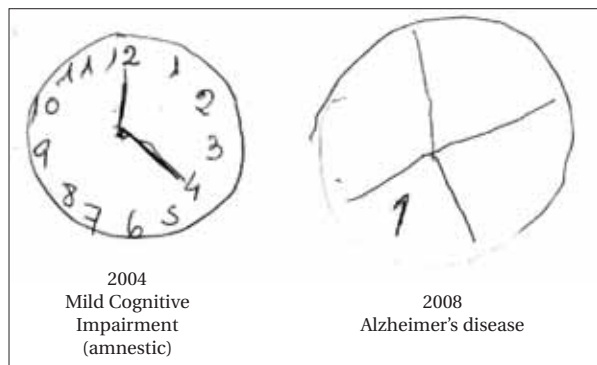 11 12 1
10 2
9 3
8 4
7 6 5
1
2004
Mild Cognitive
Impairment
(amnestic)
2008
Alzheimer's disease